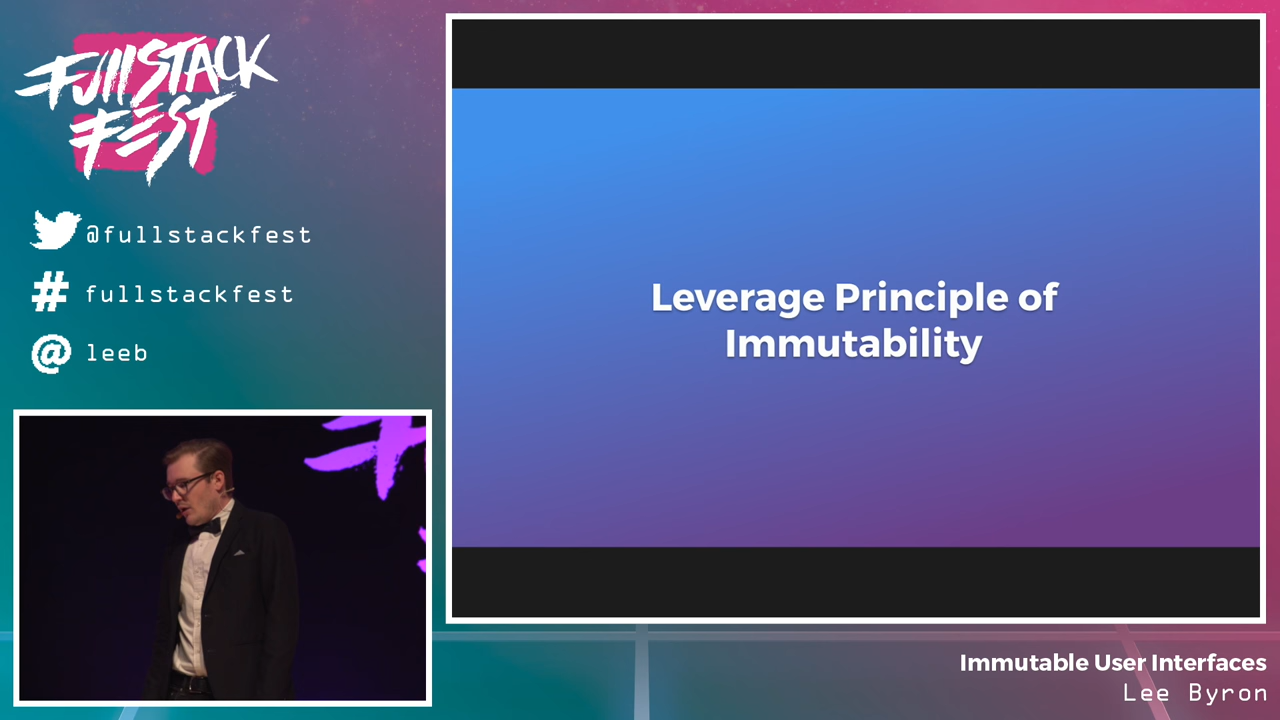 FullSTACK
FEST
@fullstackfest
# fullstackfest
@ leeb
Leverage Principle of
Immutability
Immutable User Interfaces
Lee Byron